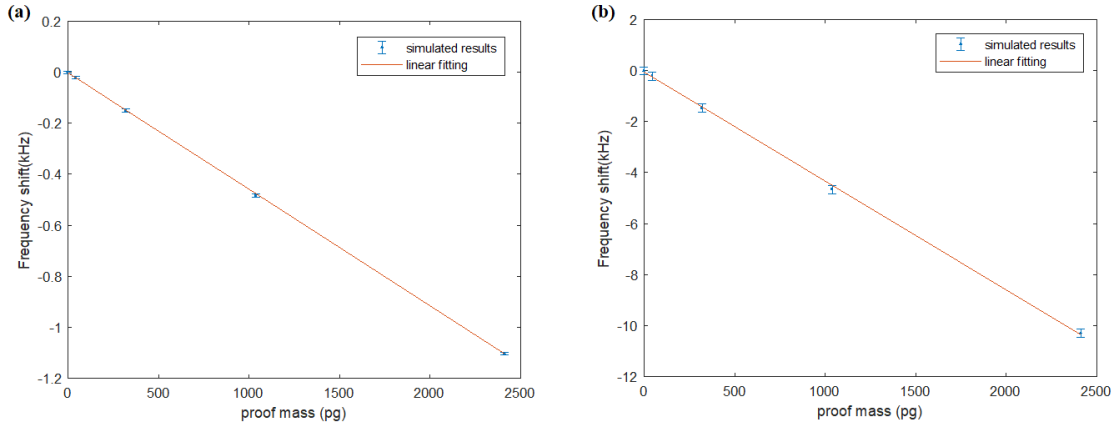 (a)
0.2
0
-0.2
-0.4
-0.6
-0.8
-1
-1.2
Frequency shift(kHz)
0 500 1000 1500 2000 2500
proof mass (pg)
simulated results
linear fitting
(b)
2
0
-2
-4
-6
-8
-10
-12
Frequency shift(kHz)
0 500 1000 1500 2000 2500
proof mass (pg)
simulated results
linear fitting